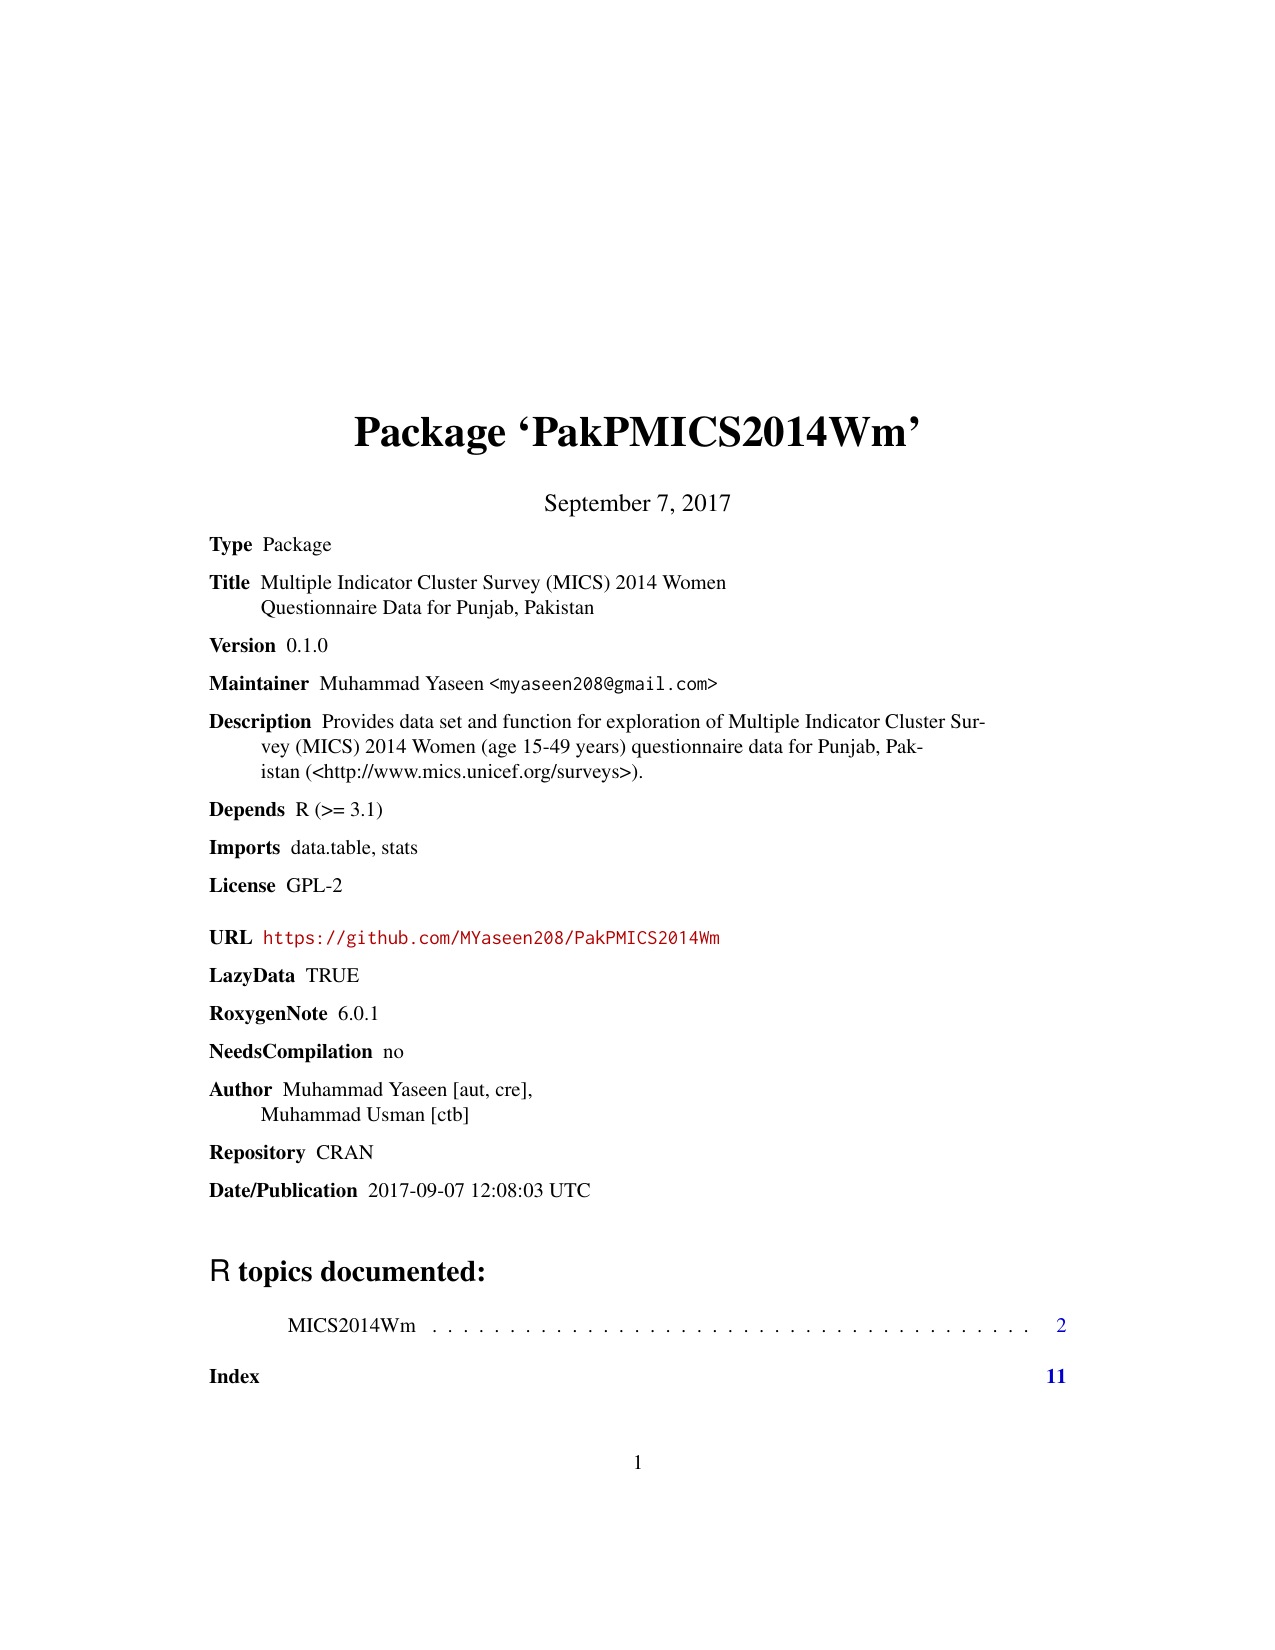 Package ‘PakPMICS2014Wm’
September 7, 2017
Type Package
Title Multiple Indicator Cluster Survey (MICS) 2014 Women
Questionnaire Data for Punjab, Pakistan
Version 0.1.0
Maintainer Muhammad Yaseen <myaseen208@gmail.com>
Description Provides data set and function for exploration of Multiple Indicator Cluster Sur-
vey (MICS) 2014 Women (age 15-49 years) questionnaire data for Punjab, Pak-
istan (<http://www.mics.unicef.org/surveys>).
Depends R (>= 3.1)
Imports data.table, stats
License GPL-2
URL https://github.com/MYaseen208/PakPMICS2014Wm
LazyData TRUE
RoxygenNote 6.0.1
NeedsCompilation no
Author Muhammad Yaseen [aut, cre],
Muhammad Usman [ctb]
Repository CRAN
Date/Publication 2017-09-07 12:08:03 UTC
R topics documented:
MICS2014Wm . . . . . . . . . . . . . . . . . . . . . . . . . . . . . . . . . . . . . . . 2
Index 11
1